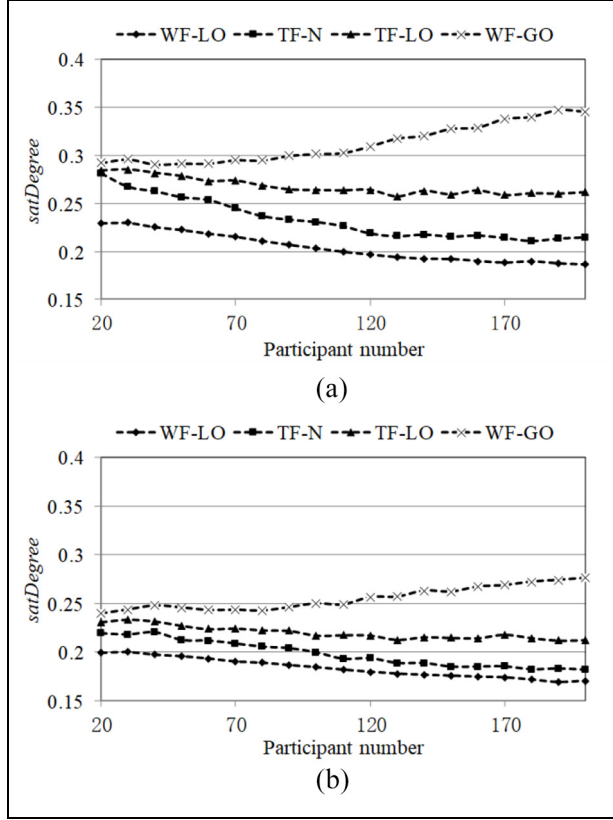 WF-LO TF-N TF-LO WF-GO
0.4
0.35
0.3
0.25
0.2
0.15
satDegree
20 70 120 170
Participant number
(a)
WF-LO TF-N TF-LO WF-GO
0.4
0.35
0.3
0.25
0.2
0.15
satDegree
20 70 120 170
Participant number
(b)